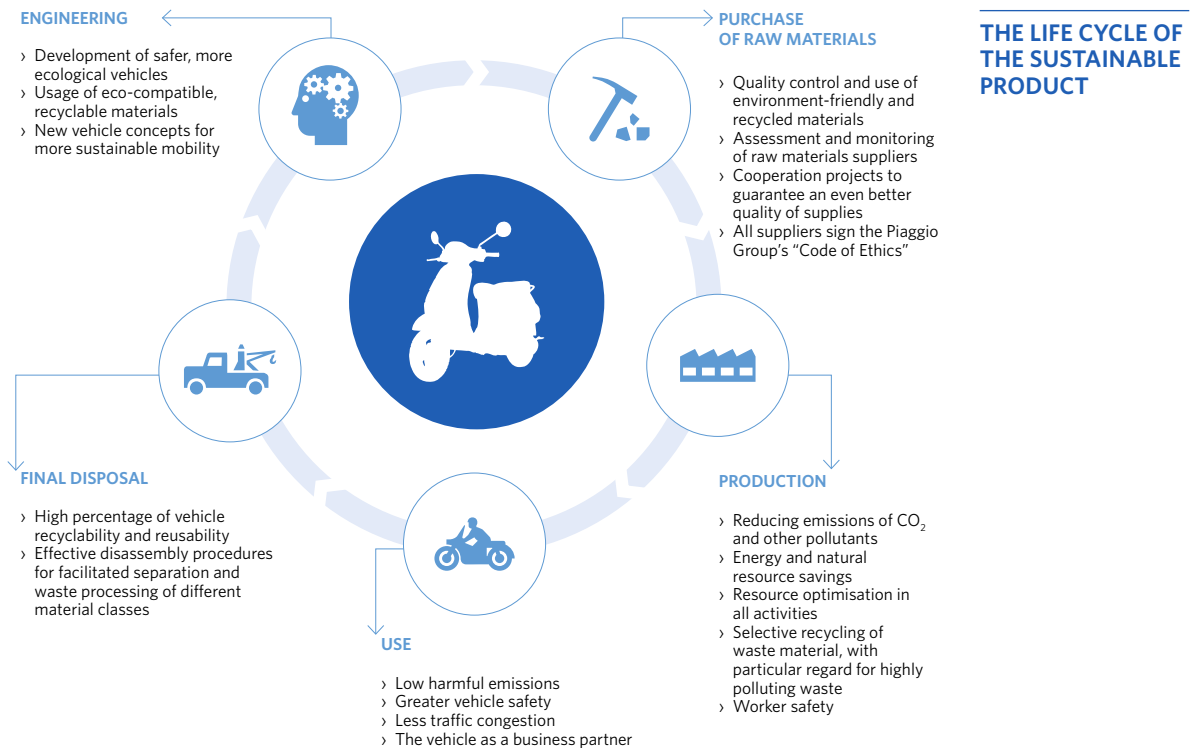 THE LIFE CYCLE OF
THE SUSTAINABLE
PRODUCT
ENGINEERING
› Development of safer, more
ecological vehicles
› Usage of eco-compatible,
recyclable materials
› New vehicle concepts for
more sustainable mobility
PURCHASE
OF RAW MATERIALS
› Quality control and use of
environment-friendly and
recycled materials
› Assessment and monitoring
of raw materials suppliers
› Cooperation projects to
guarantee an even better
quality of supplies
› All suppliers sign the Piaggio
Group’s “Code of Ethics”
PRODUCTION
› Reducing emissions of CO₂
and other pollutants
› Energy and natural
resource savings
› Resource optimisation in
all activities
› Selective recycling of
waste material, with
particular regard for highly
polluting waste
› Worker safety
USE
› Low harmful emissions
› Greater vehicle safety
› Less traffic congestion
› The vehicle as a business partner
FINAL DISPOSAL
› High percentage of vehicle
recyclability and reusability
› Effective disassembly procedures
for facilitated separation and
waste processing of different
material classes